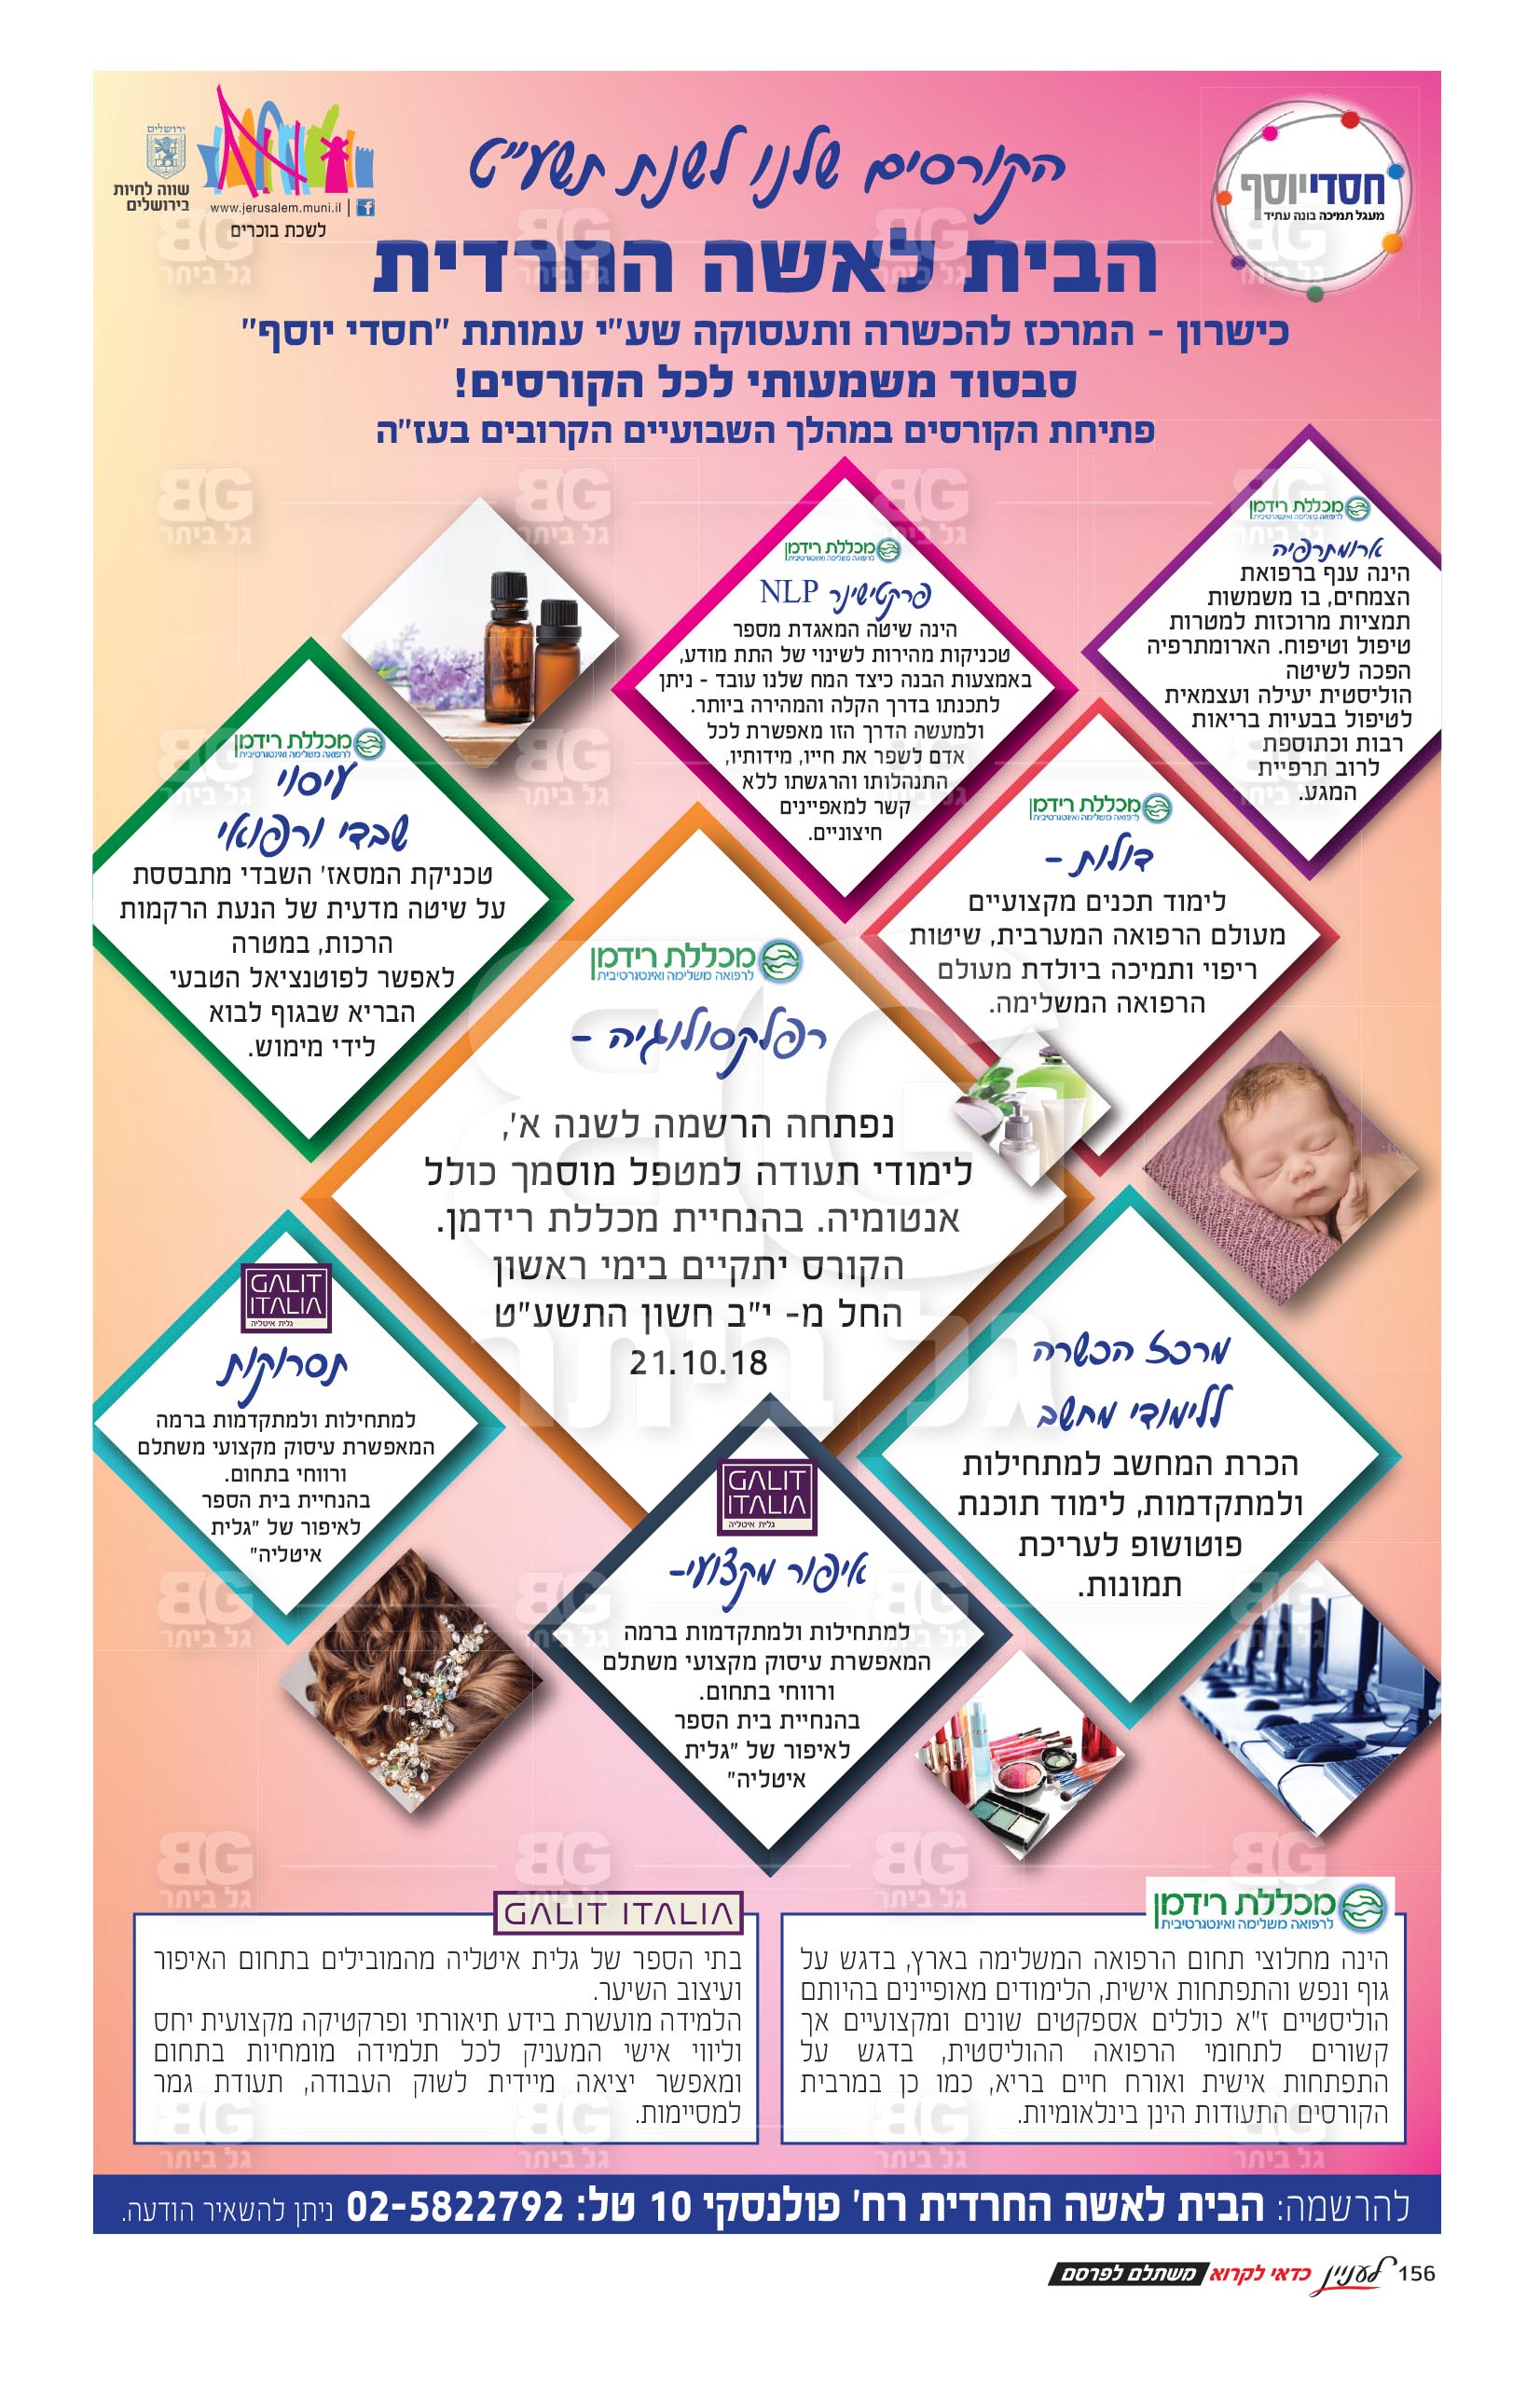 ירושלים
שווה לחיות
בירושלים
www.jerusalem.muni.il
לשכת בוכרים
חסדי יוסף
מעגל תמיכה בונה עתיד
הקורסים שלנו לשנת תשע"ט
הבית לאשה החרדית
כישרון - המרכז להכשרה ותעסוקה שע"י עמותת "חסדי יוסף"
סבסוד משמעותי לכל הקורסים!
פתיחת הקורסים במהלך השבועיים הקרובים בעז"ה
מכללת רידמן
לרפואה משלימה ואינטגרטיבית
ארומתרפיה
הינה ענף ברפואת
הצמחים, בו משמשות
תמציות מרוכזות למטרות
טיפול וטיפוח. הארומתרפיה
הפכה לשיטה
הוליסטית יעילה ועצמאית
לטיפול בבעיות בריאות
רבות וכתוספת
לרוב תרפיית
המגע.
מכללת רידמן
לרפואה משלימה ואינטגרטיבית
פרקטישינר NLP
הינה שיטה המאגדת מספר
טכניקות מהירות לשינוי של התת מודע,
באמצעות הבנה כיצד המח שלנו עובד - ניתן
לתכנתו בדרך הקלה והמהירה ביותר.
ולמעשה הדרך הזו מאפשרת לכל
אדם לשפר את חייו, מידותיו,
התנהלותו והרגשתו ללא
קשר למאפיינים
חיצוניים.
מכללת רידמן
לרפואה משלימה ואינטגרטיבית
עיסוי
שבדי ורפואי
טכניקת המסאז' השבדי מתבססת
על שיטה מדעית של הנעת הרקמות
הרכות, במטרה
לאפשר לפוטנציאל הטבעי
הבריא שבגוף לבוא
לידי מימוש.
מכללת רידמן
לרפואה משלימה ואינטגרטיבית
דולות -
לימוד תכנים מקצועיים
מעולם הרפואה המערבית, שיטות
ריפוי ותמיכה ביולדת מעולם
הרפואה המשלימה.
מכללת רידמן
לרפואה משלימה ואינטגרטיבית
רפלקסולוגיה -
נפתחה הרשמה לשנה א',
לימודי תעודה למטפל מוסמך כולל
אנטומיה. בהנחיית מכללת רידמן.
הקורס יתקיים בימי ראשון
החל מ- י"ב חשון התשע"ט
21.10.18
GALIT
ITALIA
גלית איטליה
תסרוקות
למתחילות ולמתקדמות ברמה
המאפשרת עיסוק מקצועי משתלם
ורווחי בתחום.
בהנחיית בית הספר
לאיפור של "גלית
איטליה"
מרכז הכשרה
ללימודי מחשב
הכרת המחשב למתחילות
ולמתקדמות, לימוד תוכנת
פוטושופ לעריכת
תמונות.
GALIT
ITALIA
גלית איטליה
איפור מקצועי-
למתחילות ולמתקדמות ברמה
המאפשרת עיסוק מקצועי משתלם
ורווחי בתחום.
בהנחיית בית הספר
לאיפור של "גלית
איטליה"
מכללת רידמן
לרפואה משלימה ואינטגרטיבית
הינה מחלוצי תחום הרפואה המשלימה בארץ, בדגש על
גוף ונפש והתפתחות אישית, הלימודים מאופיינים בהיותם
הוליסטיים ז"א כוללים אספקטים שונים ומקצועיים אך
קשורים לתחומי הרפואה ההוליסטית, בדגש על
התפתחות אישית ואורח חיים בריא, כמו כן במרבית
הקורסים התעודות הינן בינלאומיות.
GALIT ITALIA
בתי הספר של גלית איטליה מהמובילים בתחום האיפור
ועיצוב השיער.
הלמידה מועשרת בידע תיאורתי ופרקטיקה מקצועית יחס
וליווי אישי המעניק לכל תלמידה מומחיות בתחום
ומאפשר יציאה מיידית לשוק העבודה, תעודת גמר
למסיימות.
להרשמה: הבית לאשה החרדית רח' פולנסקי 10 טל: 02-5822792 ניתן להשאיר הודעה.
156 לעניין כדאי לקרוא משתלם לפרסם
BG
גל ביתר